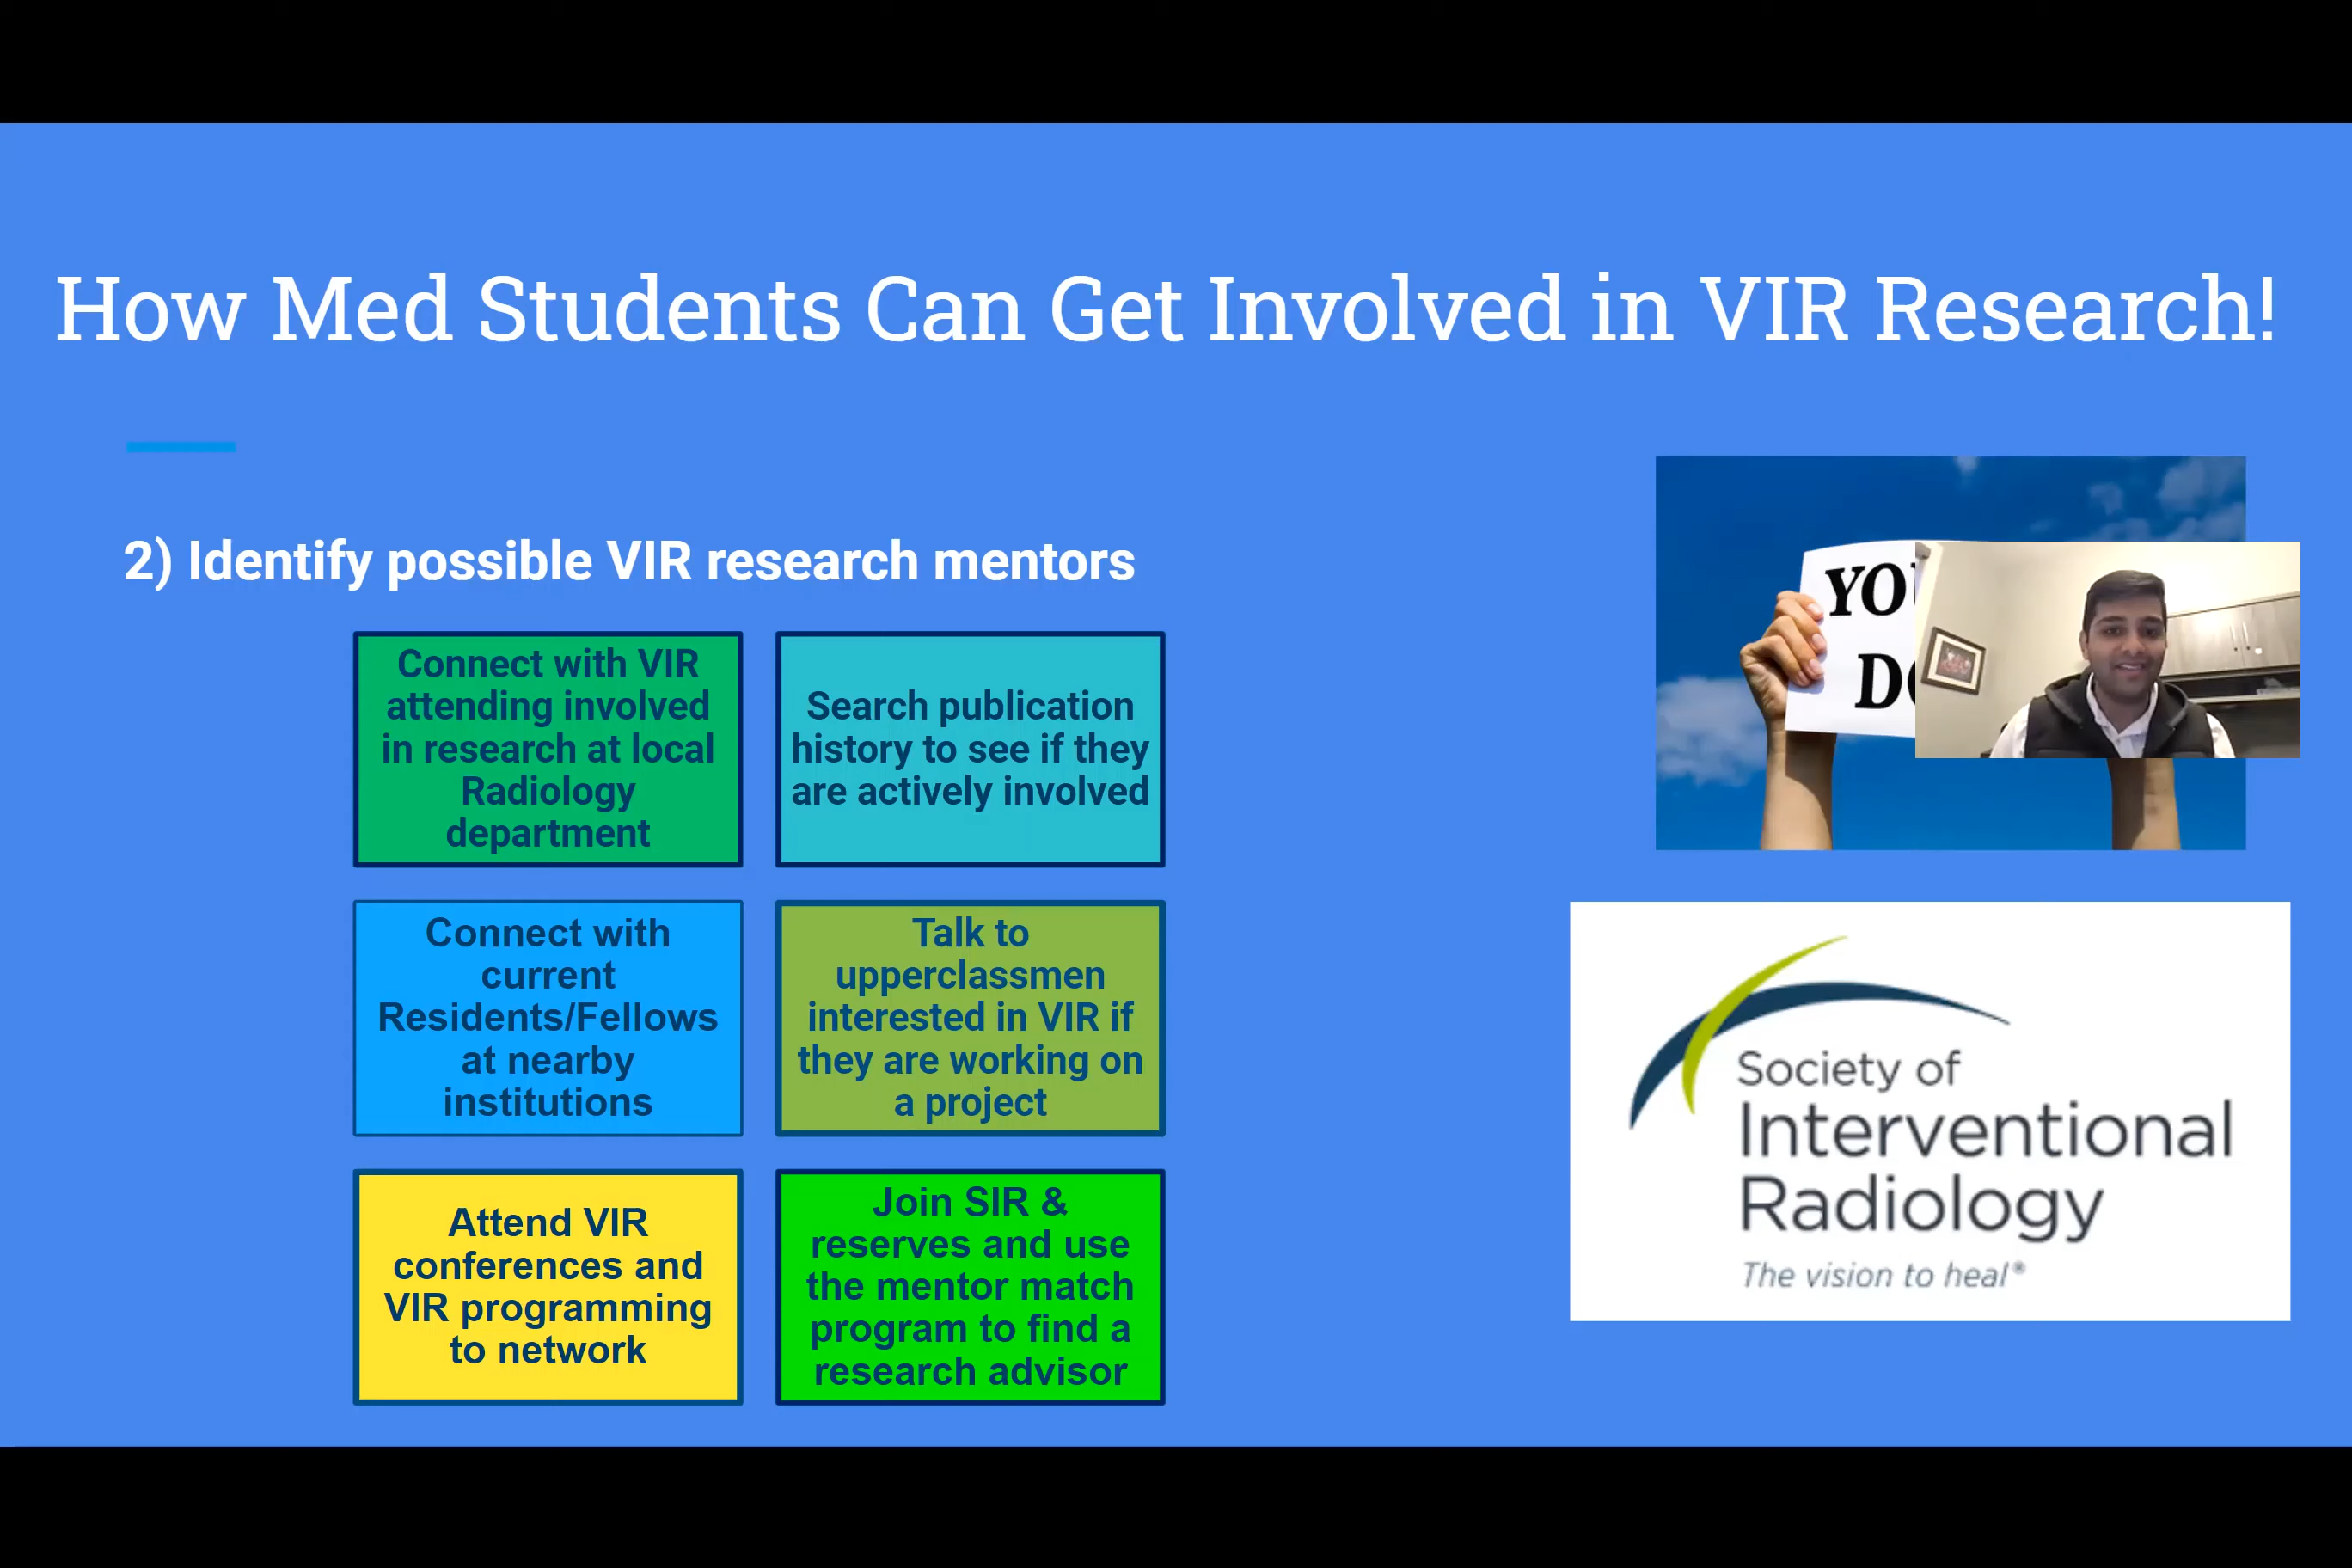 How Med Students Can Get Involved in VIR Research!
2) Identify possible VIR research mentors
Connect with VIR
attending involved
in research at local
Radiology
department
Search publication
history to see if they
are actively involved
Connect with
current
Residents/Fellows
at nearby
institutions
Talk to
upperclassmen
interested in VIR if
they are working on
a project
Attend VIR
conferences and
VIR programming
to network
Join SIR &
reserves and use
the mentor match
program to find a
research advisor
Society of
Interventional
Radiology
The vision to heal®